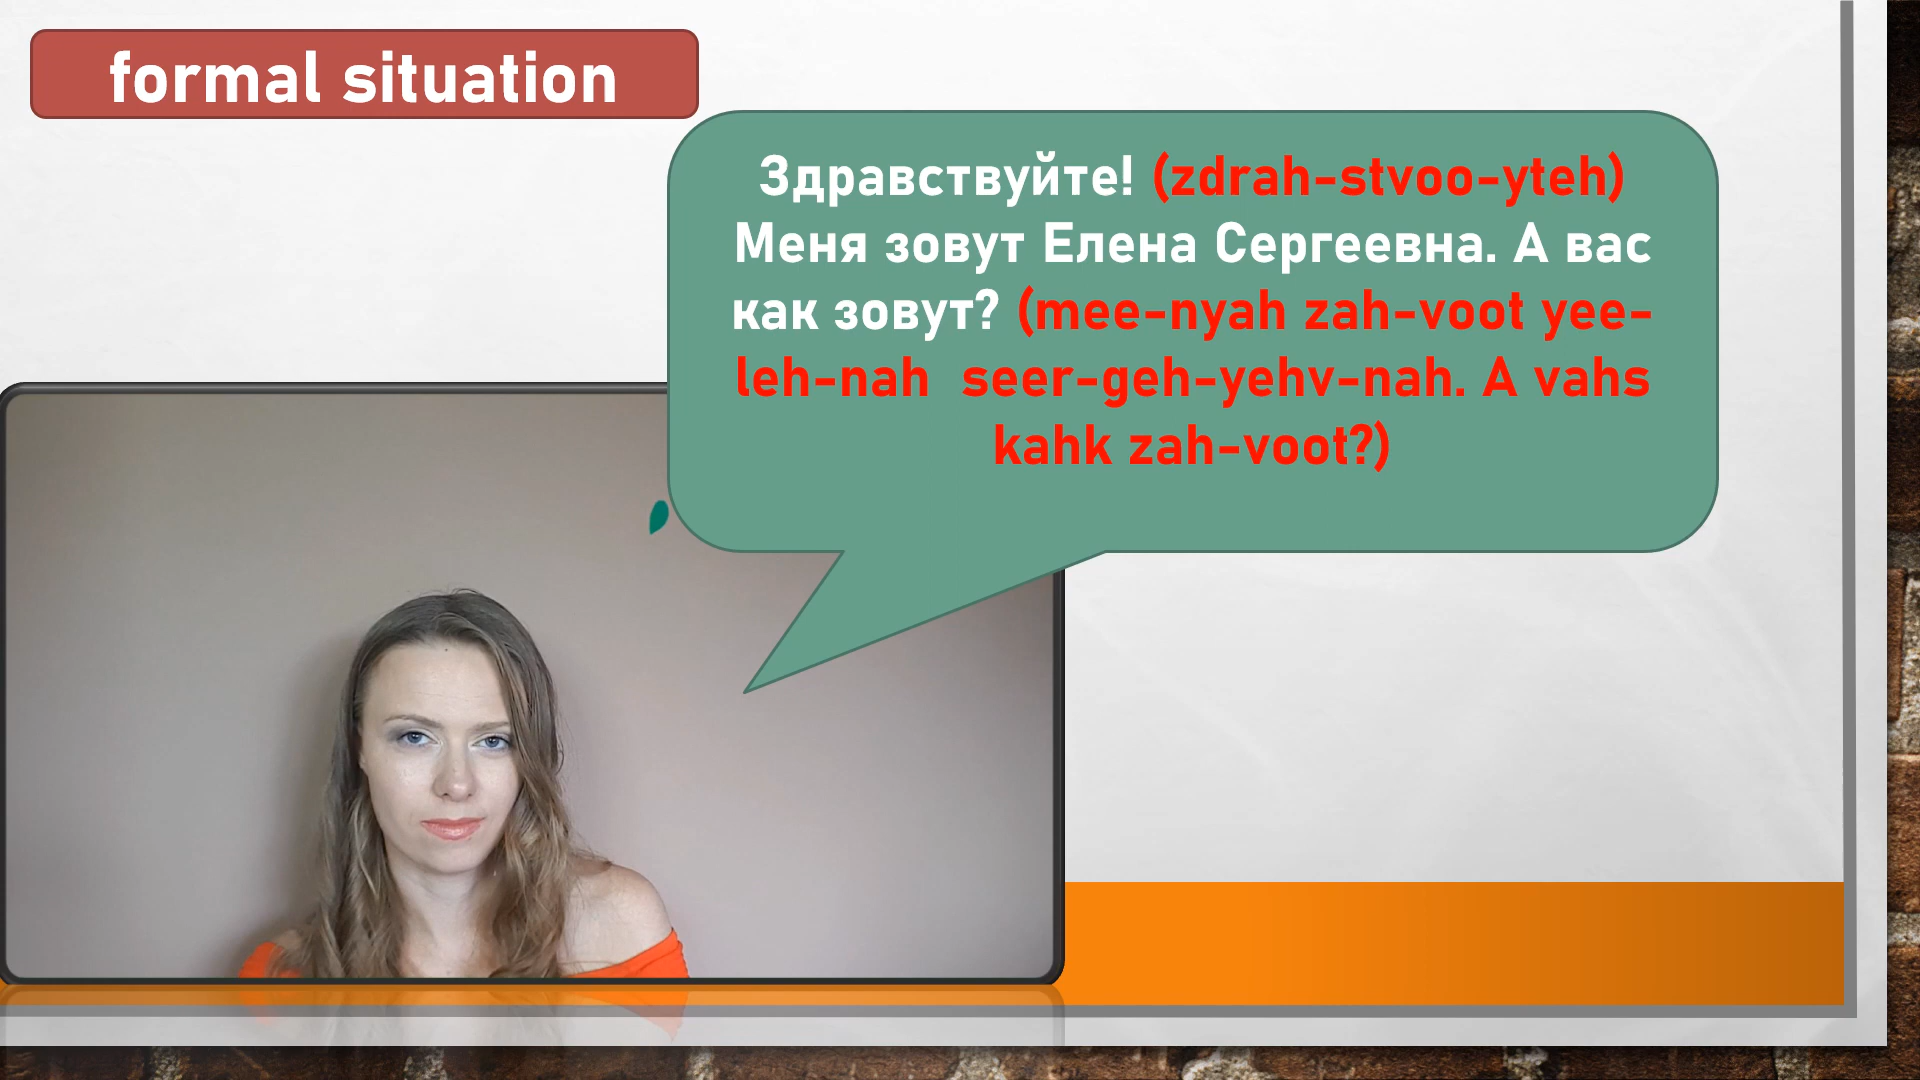 formal situation
Здравствуйте! (zdrah-stvoo-yteh)
Меня зовут Елена Сергеевна. А вас
как зовут? (mee-nyah zah-voot yee-
leh-nah seer-geh-yehv-nah. A vahs
kahk zah-voot?)